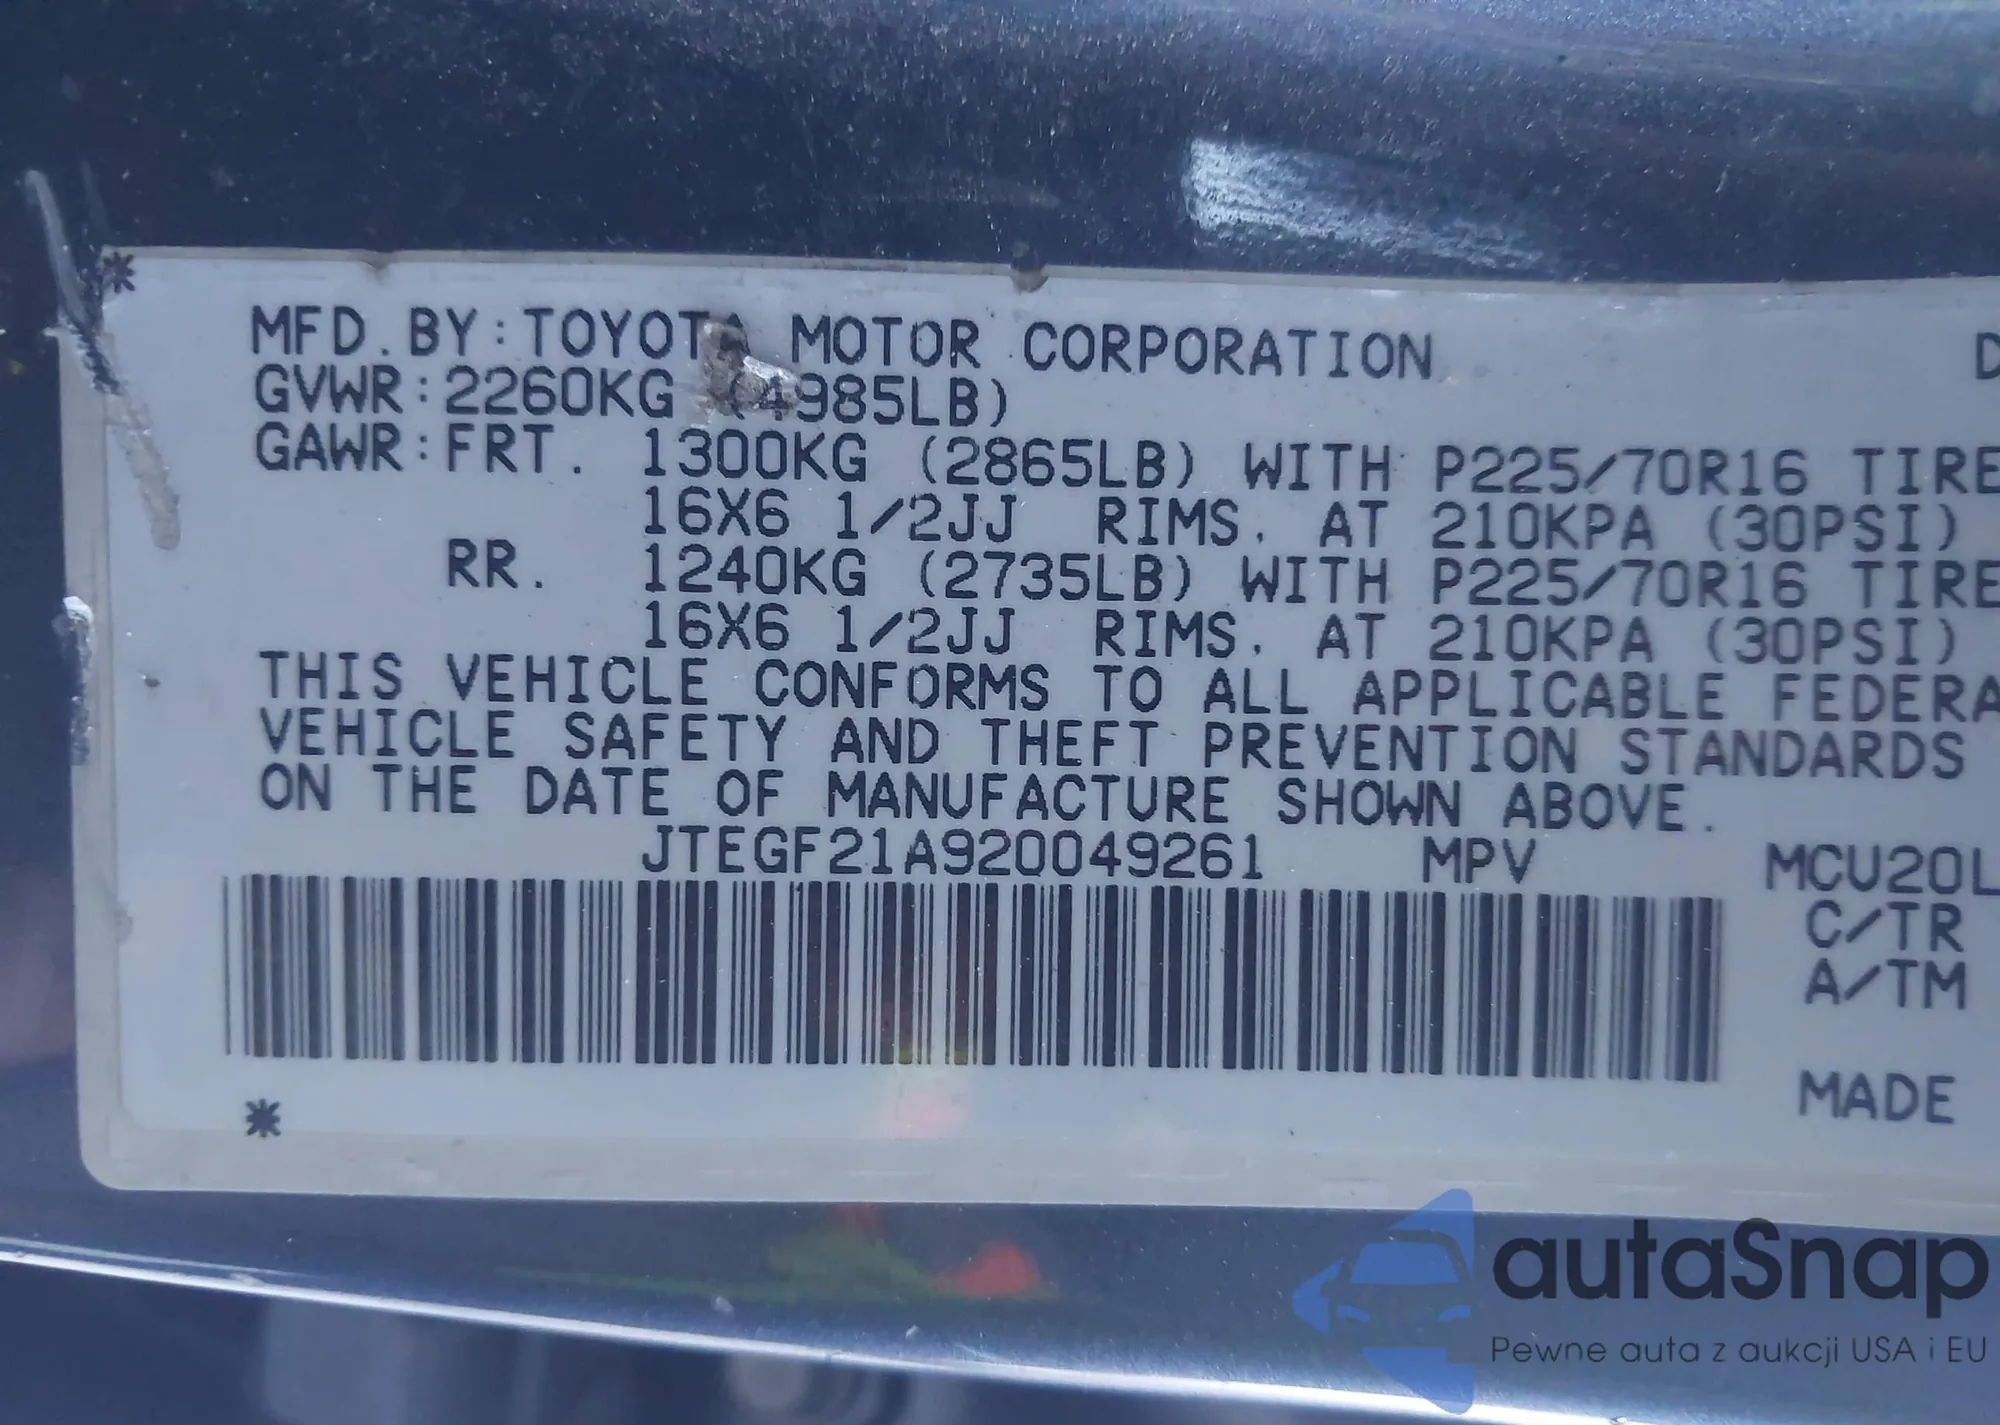 *
MFD. BY: TOYOTA MOTOR CORPORATION D
GVWR: 2260KG (4985LB)
GAWR: FRT. 1300KG (2865LB) WITH P225/70R16 TIRE
16X6 1/2JJ RIMS. AT 210KPA (30PSI)
RR. 1240KG (2735LB) WITH P225/70R16 TIRE
16X6 1/2JJ RIMS. AT 210KPA (30PSI)
THIS VEHICLE CONFORMS TO ALL APPLICABLE FEDERA
VEHICLE SAFETY AND THEFT PREVENTION STANDARDS
ON THE DATE OF MANUFACTURE SHOWN ABOVE.
JTEGF21A920049261 MPV MCU20L
C/TR
A/TM
MADE
*
autaSnap
Pewne auta z aukcji USA i EU